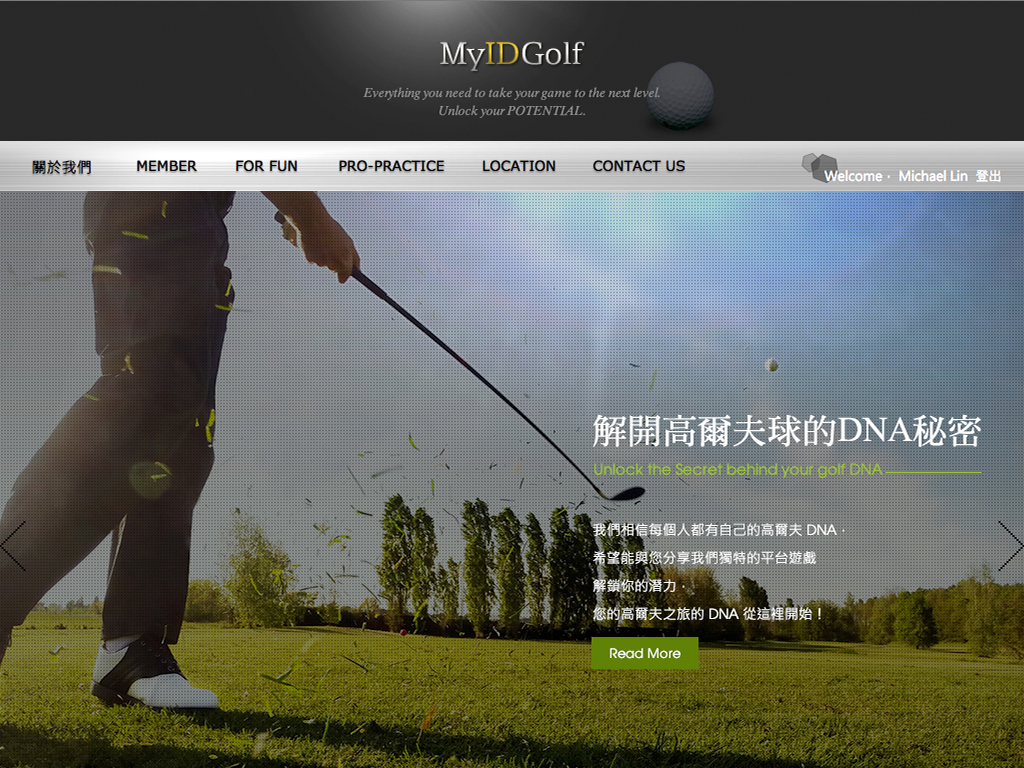 MyIDGolf
Everything you need to take your game to the next level.
Unlock your POTENTIAL.
關於我們 MEMBER FOR FUN PRO-PRACTICE LOCATION CONTACT US
Welcome · Michael Lin 登出
解開高爾夫球的DNA秘密
Unlock the Secret behind your golf DNA
我們相信每個人都有自己的高爾夫 DNA ·
希望能與您分享我們獨特的平台遊戲
解鎖你的潛力 ·
您的高爾夫之旅的 DNA 從這裡開始！
Read More